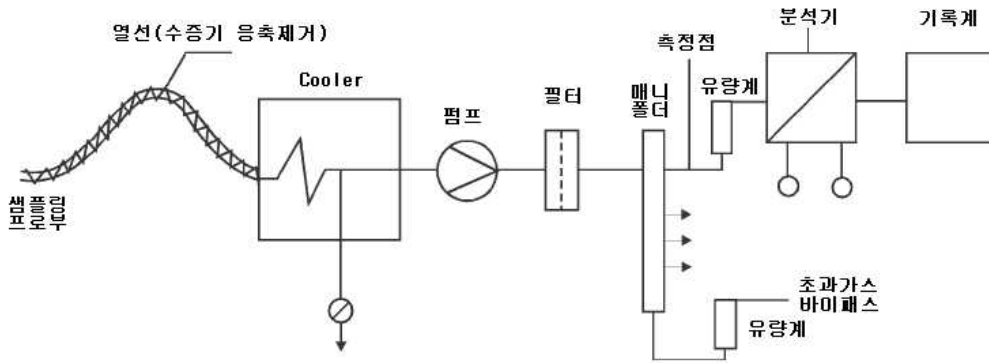 열선(수증기 응축제거)
Cooler
샘플링
프로부
펌프
필터
매니
폴더
측정점
유량계
분석기
기록계
초과가스
바이패스
유량계